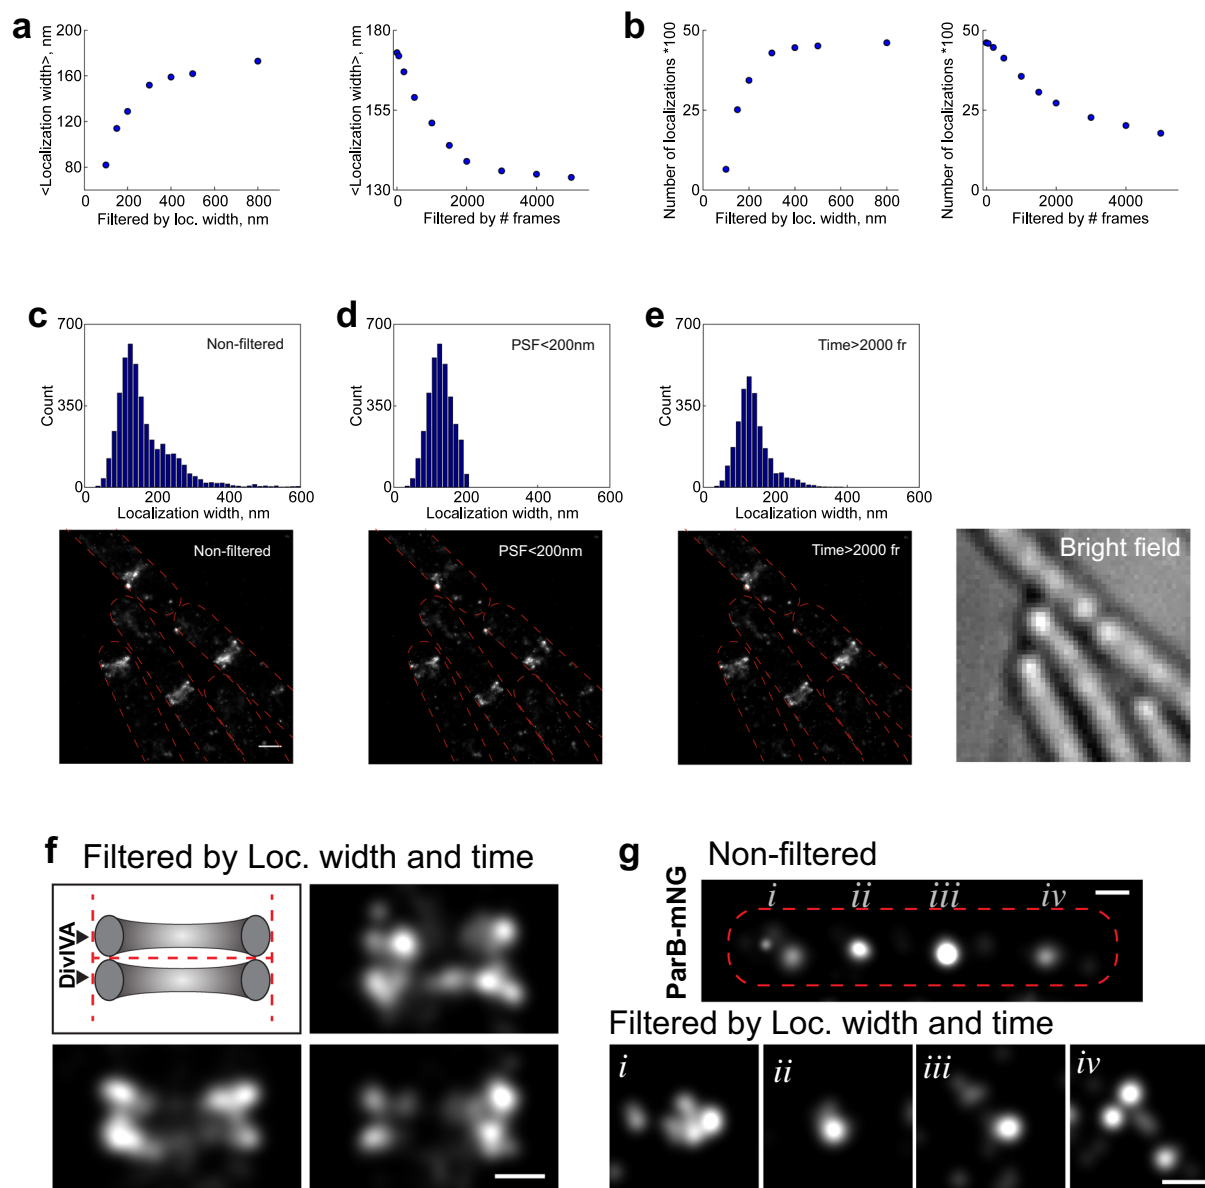 a
<Localization width>, nm
200
160
120
80
0 200 400 600 800
Filtered by loc. width, nm
<Localization width>, nm
180
155
130
0 2000 4000
Filtered by # frames
b
Number of localizations *100
50
25
0
0 200 400 600 800
Filtered by loc. width, nm
Number of localizations *100
50
25
0
0 2000 4000
Filtered by # frames
c
Count
700
350
0
Non-filtered
0 200 400 600
Localization width, nm
d
Count
700
350
0
PSF<200nm
0 200 400 600
Localization width, nm
e
Count
700
350
0
Time>2000 fr
0 200 400 600
Localization width, nm
Non-filtered
PSF<200nm
Time>2000 fr
Bright field
f Filtered by Loc. width and time
DivIVA
g Non-filtered
ParB-mNG
i ii iii iv
Filtered by Loc. width and time
i ii iii iv